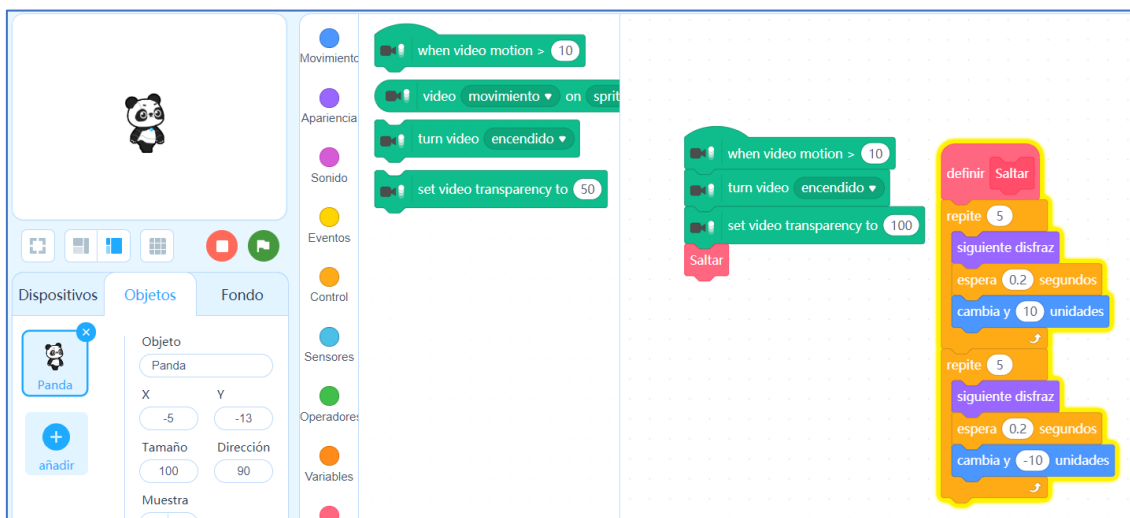 Dispositivos
Objetos
Fondo
Panda
añadir
Objeto
Panda
X
Y
-5
-13
Tamaño
Dirección
100
90
Muestra
Movimiento
Apariencia
Sonido
Eventos
Control
Sensores
Operadores
Variables
when video motion > 10
video movimiento on sprit
turn video encendido
set video transparency to 50
when video motion > 10
turn video encendido
set video transparency to 100
Saltar
definir Saltar
repite 5
siguiente disfraz
espera 0.2 segundos
cambia y 10 unidades
repite 5
siguiente disfraz
espera 0.2 segundos
cambia y -10 unidades